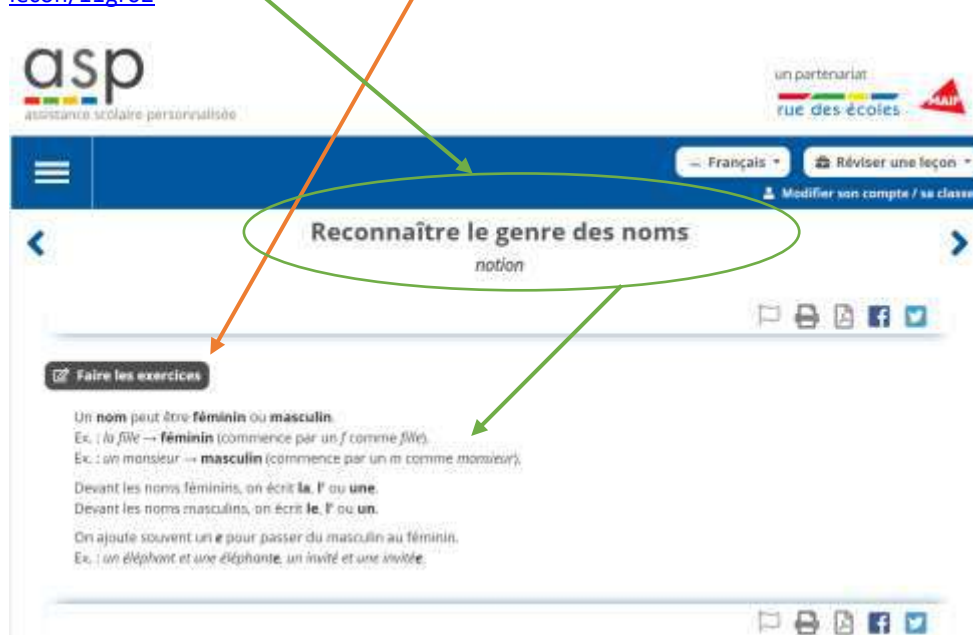 asp
assistance scolaire personnalisée
un partenariat
rue des écoles
MAIF
Français
Réviser une leçon
Modifier son compte / sa classe
Reconnaître le genre des noms
notion
Faire les exercices
Un nom peut être féminin ou masculin.
Ex. : la fille → féminin (commence par un f comme fille).
Ex. : un monsieur → masculin (commence par un m comme monsieur).
Devant les noms féminins, on écrit la, l' ou une.
Devant les noms masculins, on écrit le, l' ou un.
On ajoute souvent un e pour passer du masculin au féminin.
Ex. : un éléphant et une éléphante, un invité et une invitée.